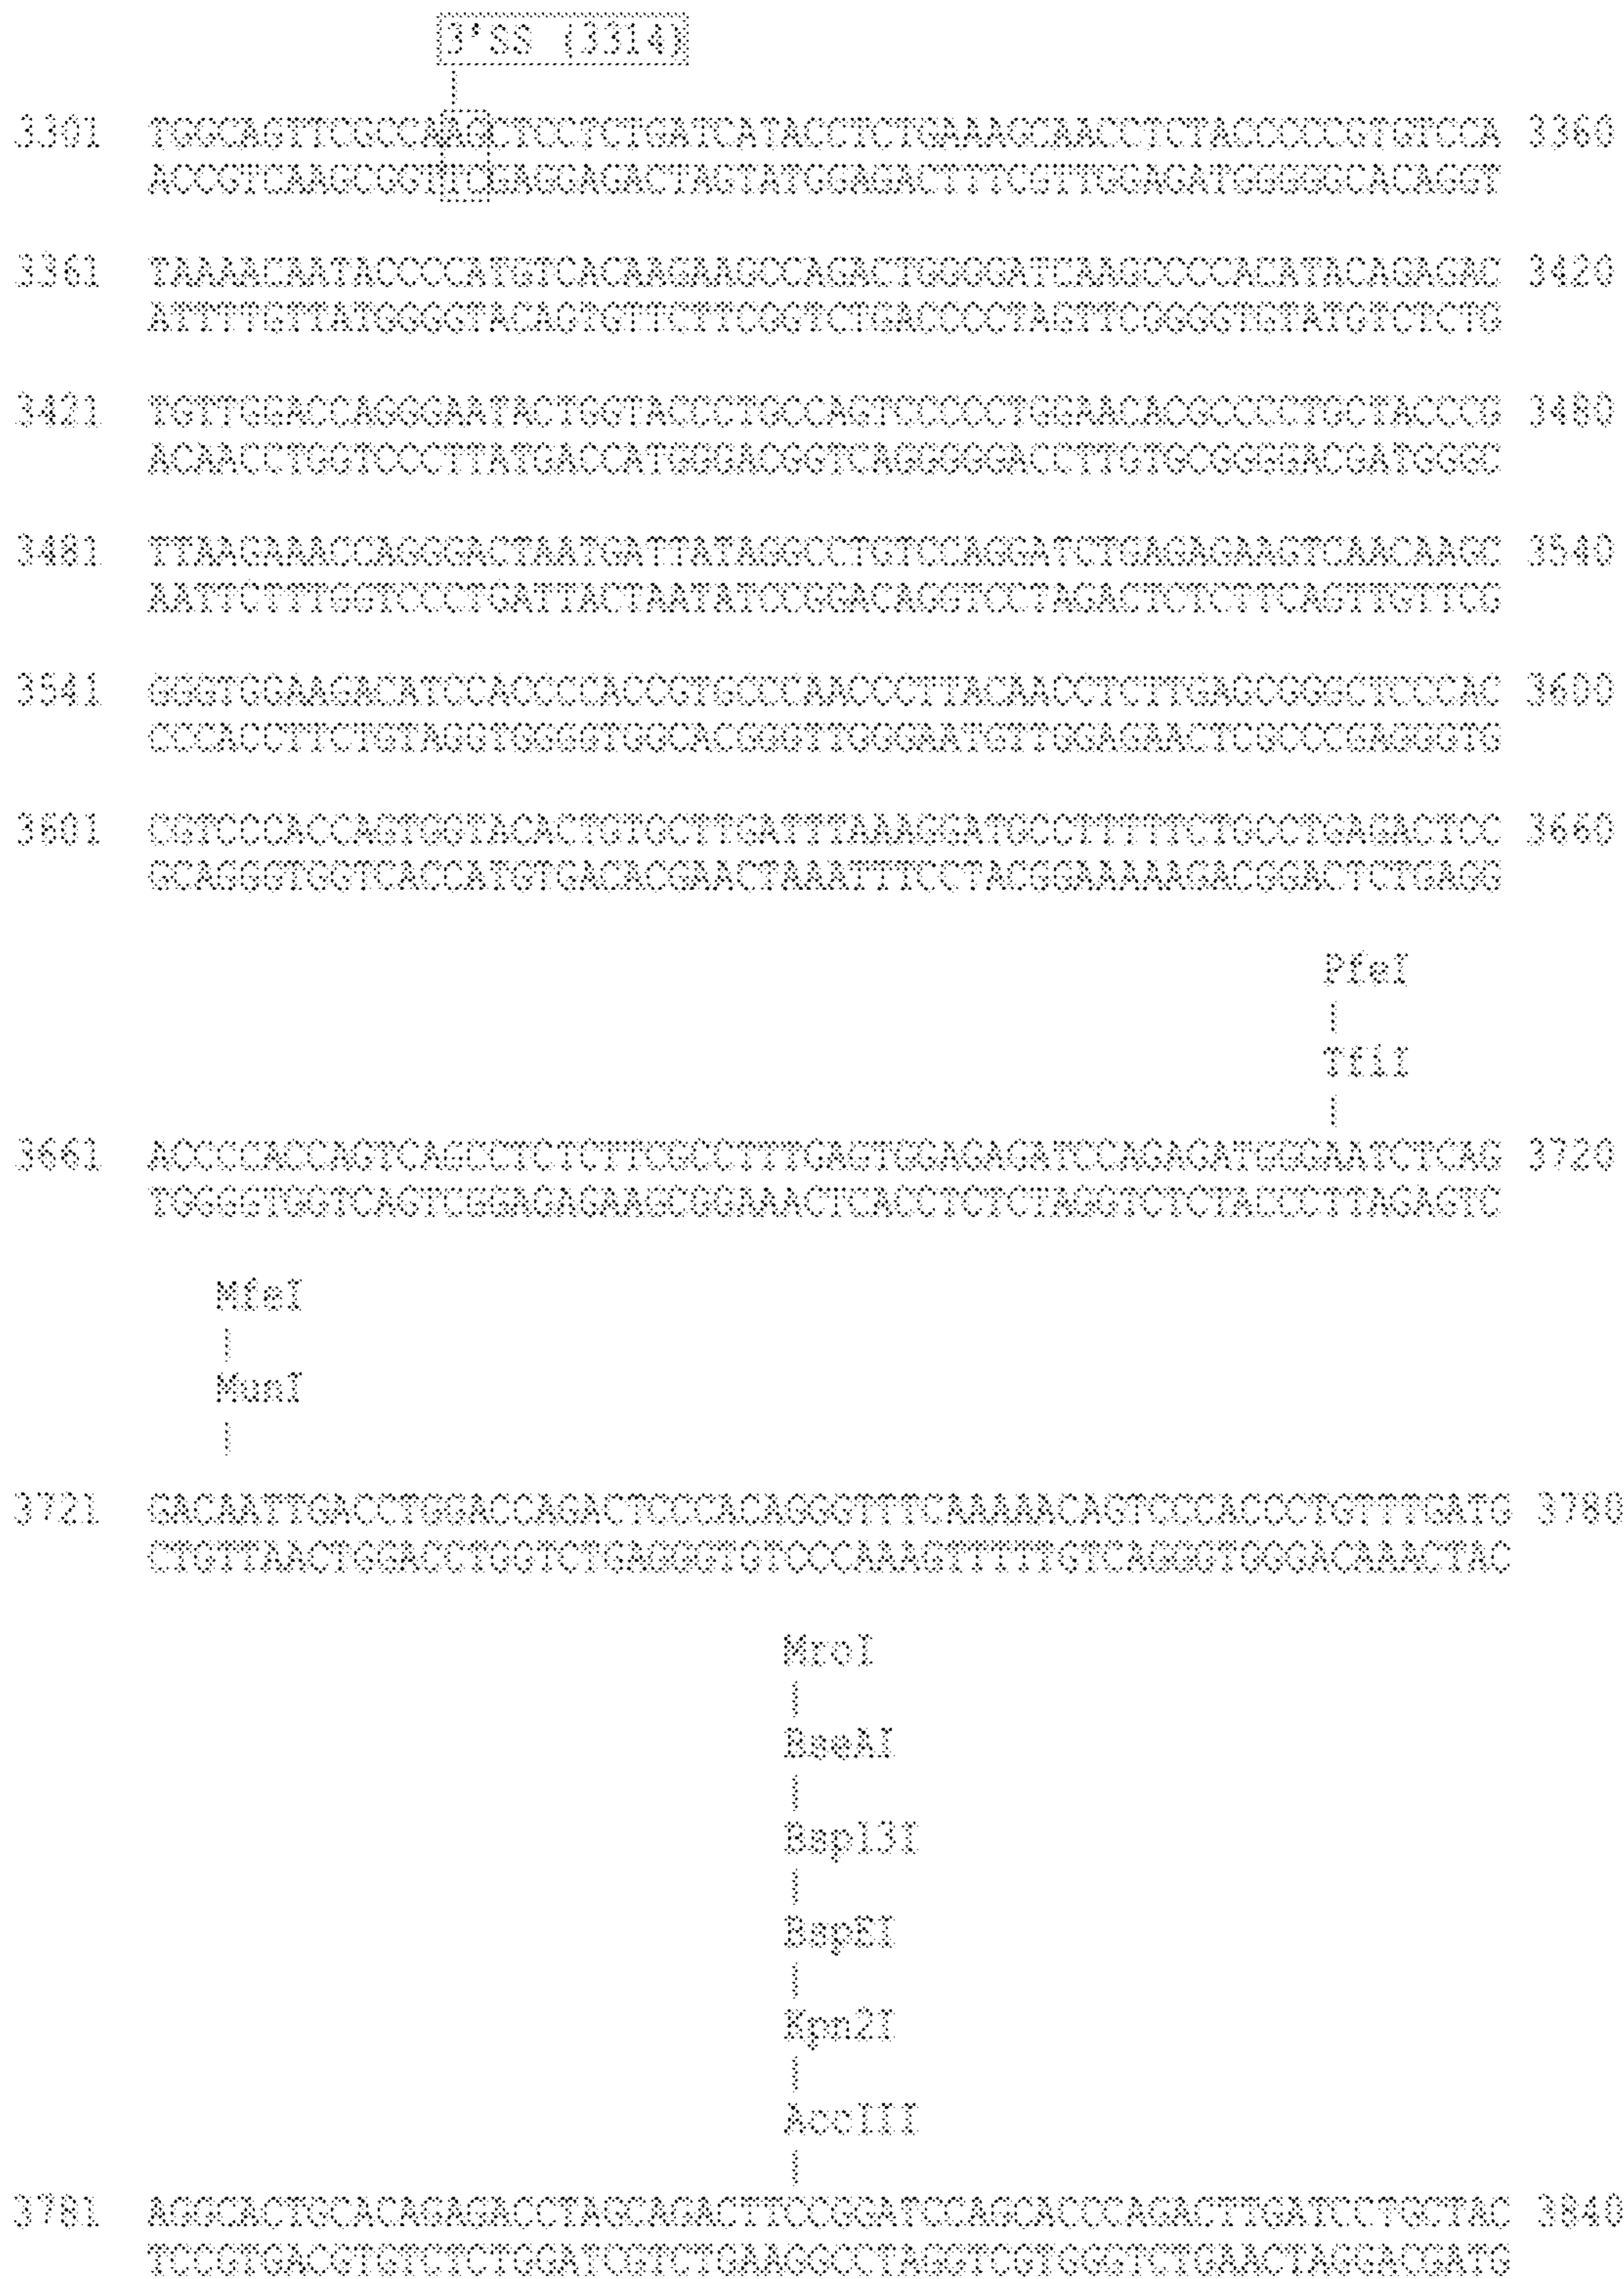 3'SS (3314)
3301 TGGCAGTTCGCCAAGCTCCTCTGATCATACCTCTGAAAGCAACCTCTACCCCCGTGTCCA 3360
ACCGTCAAGCGGTTCGAGGAGACTAGTATGGAGACTTTCGTTGGAGATGGGGGCACAGGT
3361 TAAAACAATACCCCATGTCACAAGAAGCCAGACTGGGGATCAAGCCCCACATACAGAGAC 3420
ATTTTGTTATGGGGTACAGTGTTCTTCGGTCTGACCCCTAGTTCGGGGTGTATGTCTCTG
3421 TGTTGGACCAGGGAATACTGGTACCCTGCCAGTCCCCCTGGAACACGCCCCTGCTACCCG 3480
ACAACCTGGTCCCTTATGACCATGGGACGGTCAGGGGGACCTTGTGCGGGGACGATGGGC
3481 TTAAGAAACCAGGGACTAATGATTATAGGCCTGTCCAGGATCTGAGAGAAGTCAACAAGC 3540
AATTCTTTGGTCCCTGATTACTAATATCCGGACAGGTCCTAGACTCTCTTCAGTTGTTCG
3541 GGGTGGAAGACATCCACCCCACCGTGCCCAACCCTTACAACCTCTTGAGCGGGCTCCCAC 3600
CCCACCTTCTGTAGGTGGGGTGGCACGGGTTGGGAATGTTGGAGAACTCGCCCGAGGGTG
3601 CGTCCCACCAGTGGTACACTGTGCTTGATTTAAAGGATGCCTTTTTCTGCCTGAGACTCC 3660
GCAGGGTGGTCACCATGTGACACGAACTAAATTTCCTACGGAAAAAGACGGACTCTGAGG
PfeI
TfiI
3661 ACCCCACCAGTCAGCCTCTCTTCGCCTTTGAGTGGAGAGATCCAGAGATGGGAATCTCAG 3720
TGGGGTGGTCAGTCGGAGAGAAGCGGAAACTCACCTCTCTAGGTCTCTACCCTTAGAGTC
MfeI
MunI
3721 GACAATTGACCTGGACCAGACTCCCACAGGGTTTCAAAAACAGTCCCACCCTGTTTGATG 3780
CTGTTAACTGGACCTGGTCTGAGGGTGTCCCAAAGTTTTTGTCAGGGTGGGACAAACTAC
MroI
BseAI
Bsp13I
BspEI
Kpn2I
AccIII
3781 AGGCACTGCACAGAGACCTAGCAGACTTCCGGATCCAGCACCCAGACTTGATCCTGCTAC 3840
TCCGTGACGTGTCTCTGGATCGTCTGAAGGCCTAGGTCGTGGGTCTGAACTAGGACGATG